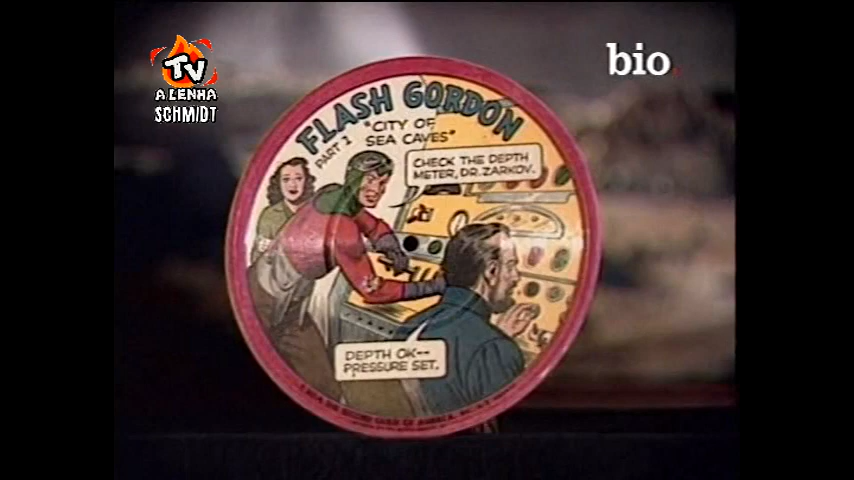 TV
A LENHA
SCHMIDT
bio.
FLASH GORDON
PART 1
"CITY OF
SEA CAVES"
CHECK THE DEPTH
METER, DR. ZARKOV.
DEPTH OK--
PRESSURE SET.